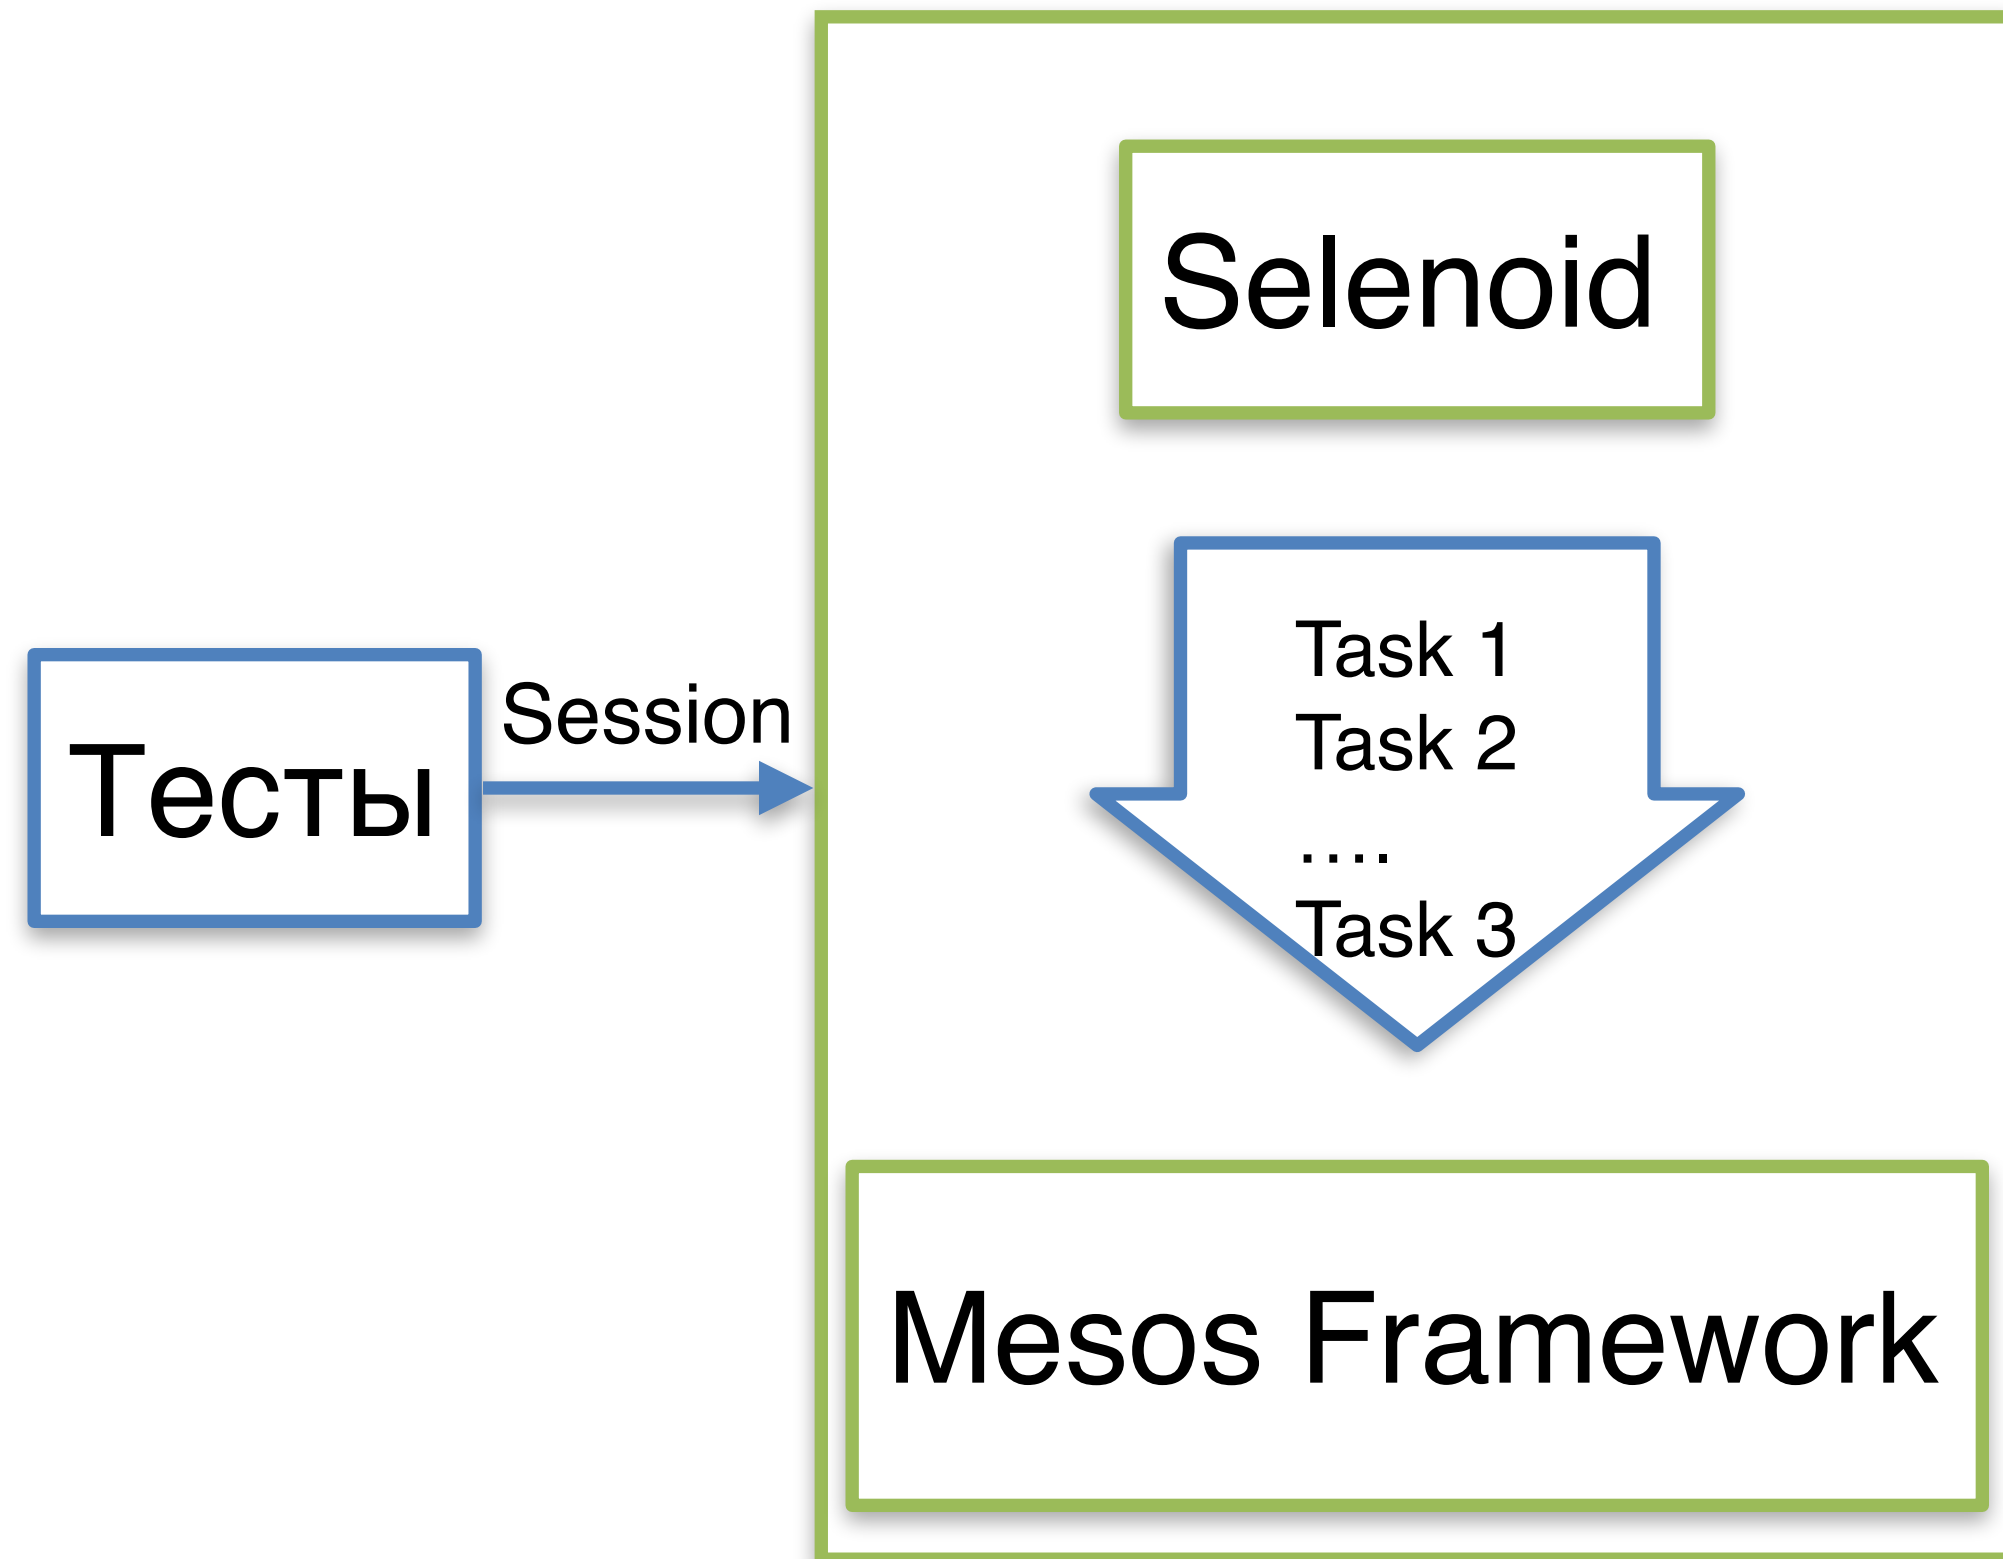 Selenoid
Task 1
Task 2
....
Task 3
Тесты
Session
Mesos Framework